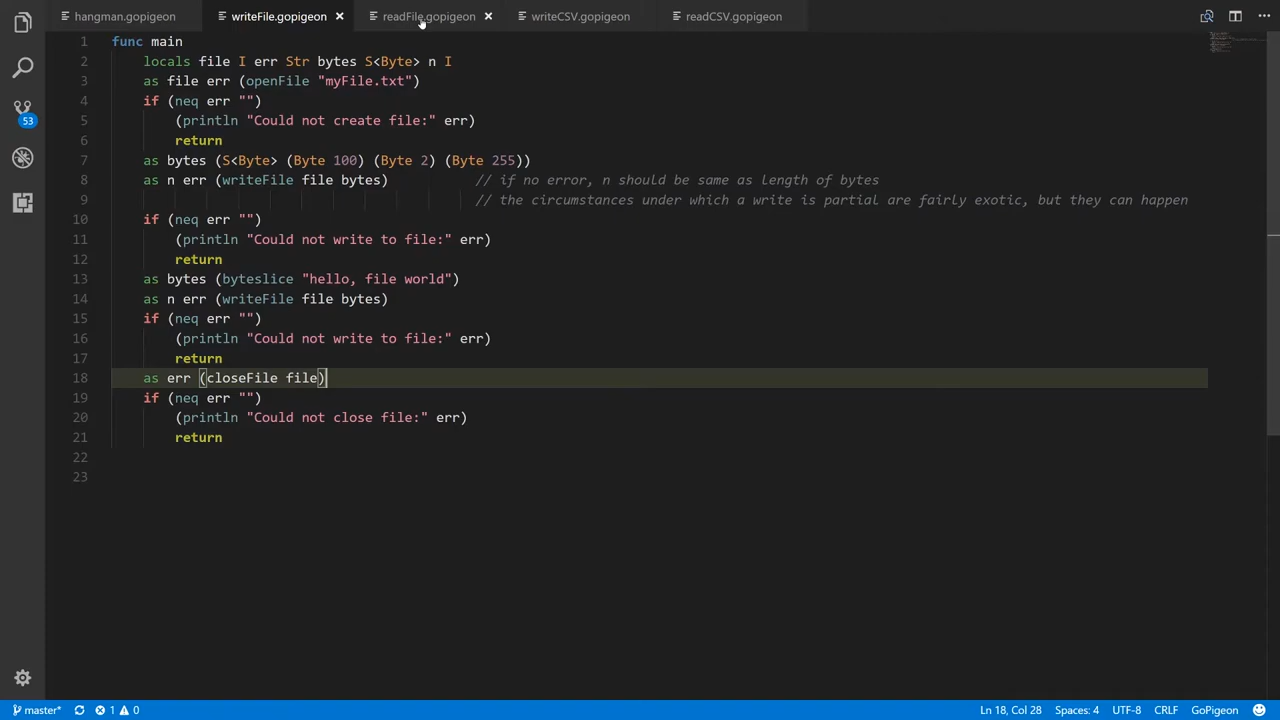 hangman.gopigeon writeFile.gopigeon readFile.gopigeon writeCSV.gopigeon readCSV.gopigeon
1 func main
2 locals file I err Str bytes S<Byte> n I
3 as file err (openFile "myFile.txt")
4 if (neq err "")
5 (println "Could not create file:" err)
6 return
7 as bytes (S<Byte> (Byte 100) (Byte 2) (Byte 255))
8 as n err (writeFile file bytes) // if no error, n should be same as length of bytes
9 // the circumstances under which a write is partial are fairly exotic, but they can happen
10 if (neq err "")
11 (println "Could not write to file:" err)
12 return
13 as bytes (byteslice "hello, file world")
14 as n err (writeFile file bytes)
15 if (neq err "")
16 (println "Could not write to file:" err)
17 return
18 as err (closeFile file)
19 if (neq err "")
20 (println "Could not close file:" err)
21 return
22
23
53
master* 1 0 Ln 18, Col 28 Spaces: 4 UTF-8 CRLF GoPigeon